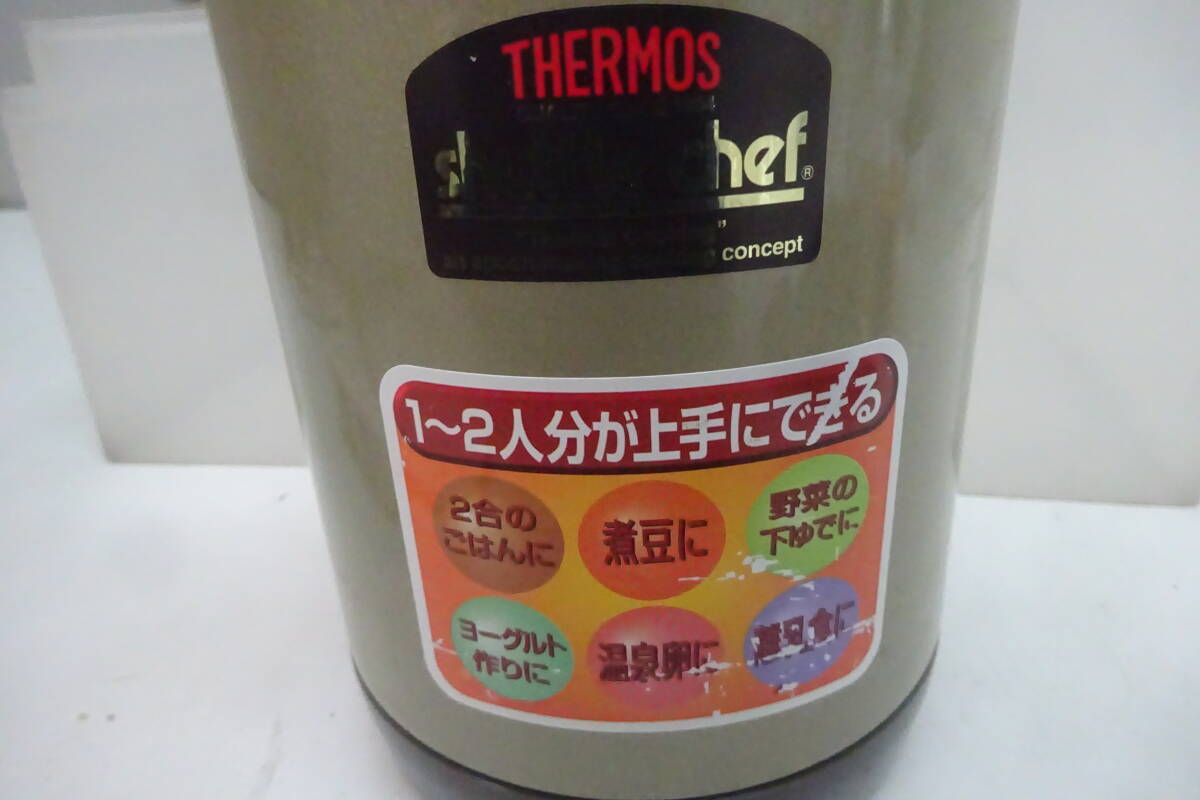 THERMOS
shuttle chef®
concept
1～2人分が上手にできる
2合の
ごはんに
煮豆に
野菜の
下ゆでに
ヨーグルト
作りに
温泉卵に
離乳食に